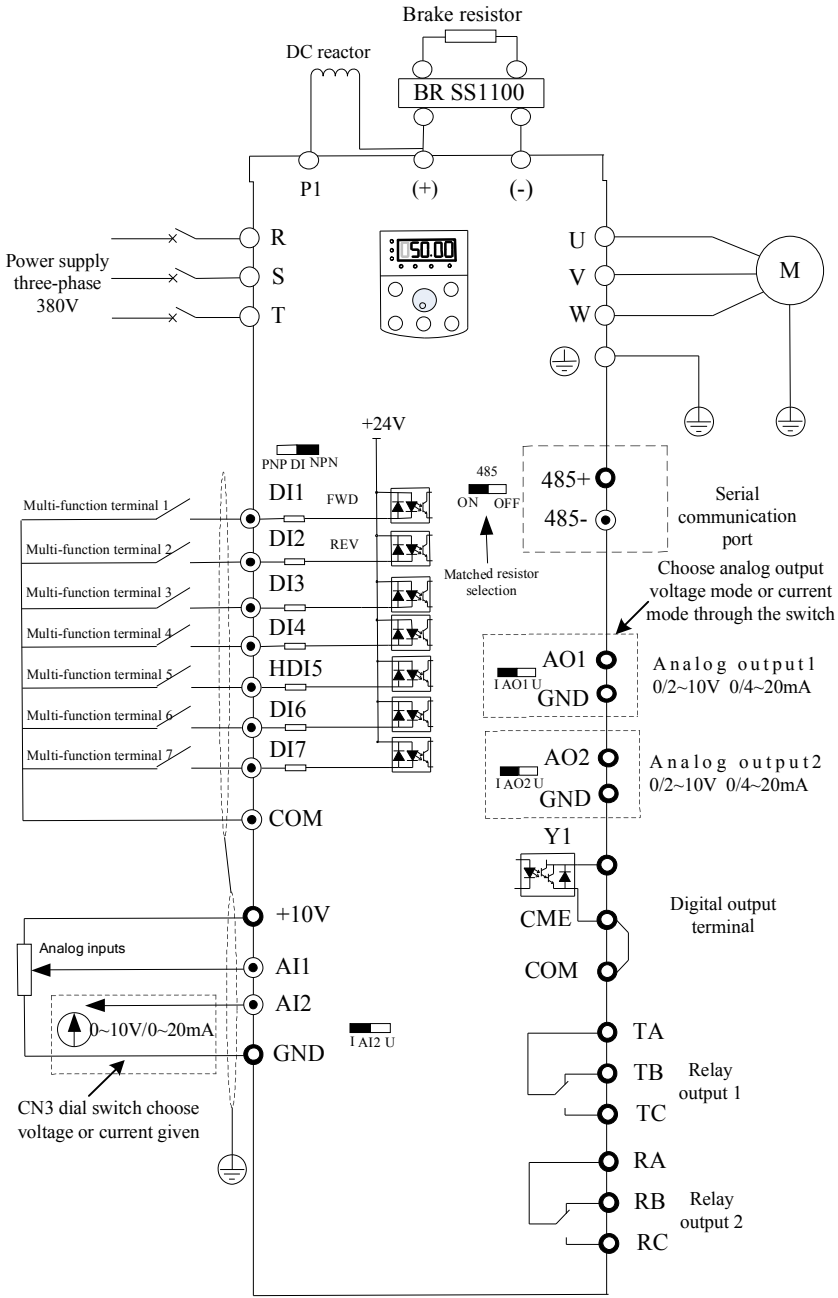 Brake resistor
DC reactor
BR SS1100
P1
(+)
(-)
R
S
T
Power supply
three-phase
380V
50.00
U
V
W
M
+24V
PNP DI NPN
DI1
FWD
Multi-function terminal 1
DI2
REV
Multi-function terminal 2
DI3
Multi-function terminal 3
DI4
Multi-function terminal 4
HDI5
Multi-function terminal 5
DI6
Multi-function terminal 6
DI7
Multi-function terminal 7
COM
485
ON OFF
Matched resistor
selection
485+
485-
Serial
communication
port
Choose analog output
voltage mode or current
mode through the switch
AO1
I AO1 U
GND
Analog output1
0/2~10V 0/4~20mA
AO2
I AO2 U
GND
Analog output2
0/2~10V 0/4~20mA
Y1
CME
COM
Digital output
terminal
+10V
Analog inputs
AI1
AI2
0~10V/0~20mA
I AI2 U
GND
CN3 dial switch choose
voltage or current given
TA
TB
TC
Relay
output 1
RA
RB
RC
Relay
output 2